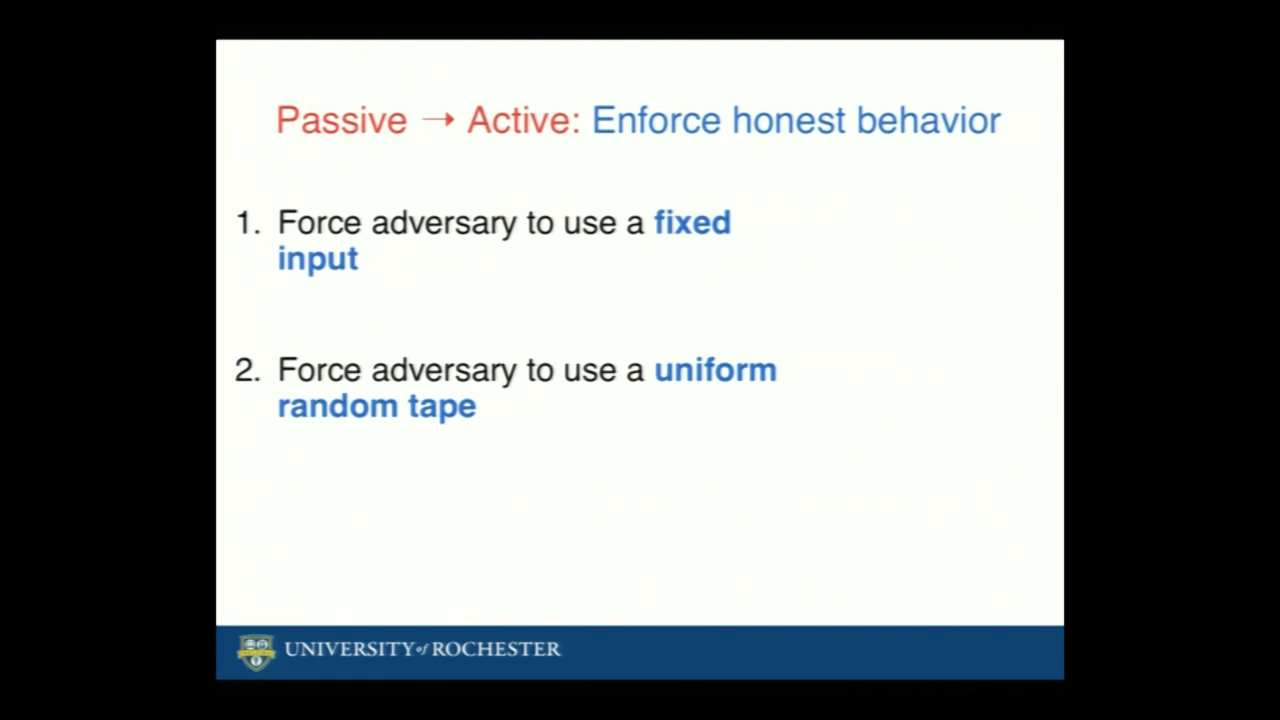 Passive → Active: Enforce honest behavior
1. Force adversary to use a fixed
input
2. Force adversary to use a uniform
random tape
UNIVERSITY of ROCHESTER